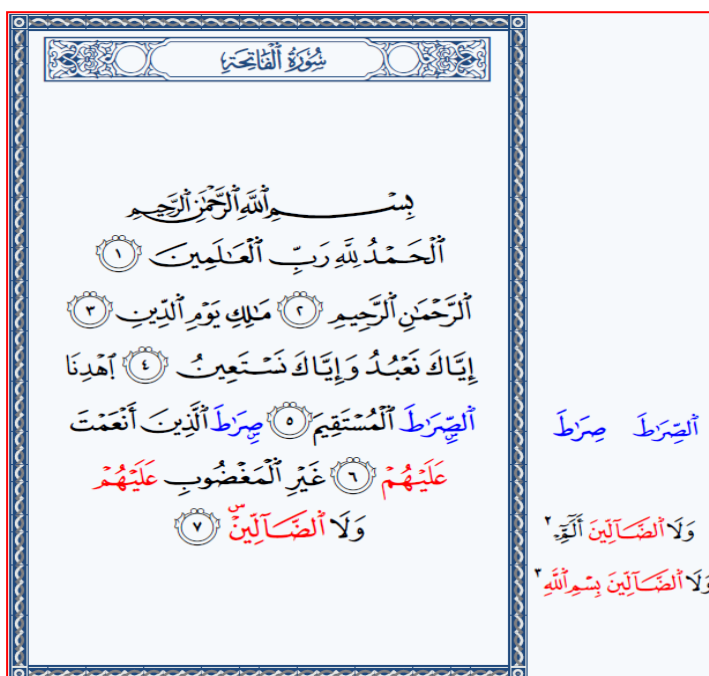 سُورَةُ ٱلْفَاتِحَةِ
بِسْمِ ٱللَّهِ ٱلرَّحْمَٰنِ ٱلرَّحِيمِ
ٱلْحَمْدُ لِلَّهِ رَبِّ ٱلْعَٰلَمِينَ ١
ٱلرَّحْمَٰنِ ٱلرَّحِيمِ ٢ مَٰلِكِ يَوْمِ ٱلدِّينِ ٣
إِيَّاكَ نَعْبُدُ وَإِيَّاكَ نَسْتَعِينُ ٤ ٱهْدِنَا
ٱلصِّرَٰطَ ٱلْمُسْتَقِيمَ ٥ صِرَٰطَ ٱلَّذِينَ أَنْعَمْتَ
ٱلصِّرَٰطَ صِرَٰطَ
عَلَيْهُمْ ٦ غَيْرِ ٱلْمَغْضُوبِ عَلَيْهُمْ
وَلَا ٱلضَّآلِّينَ ٧
وَلَا ٱلضَّآلِّينَ أَلَٓمِّٓ ٢
وَلَا ٱلضَّآلِّينَ بِسْمِ ٱللَّهِ ٣